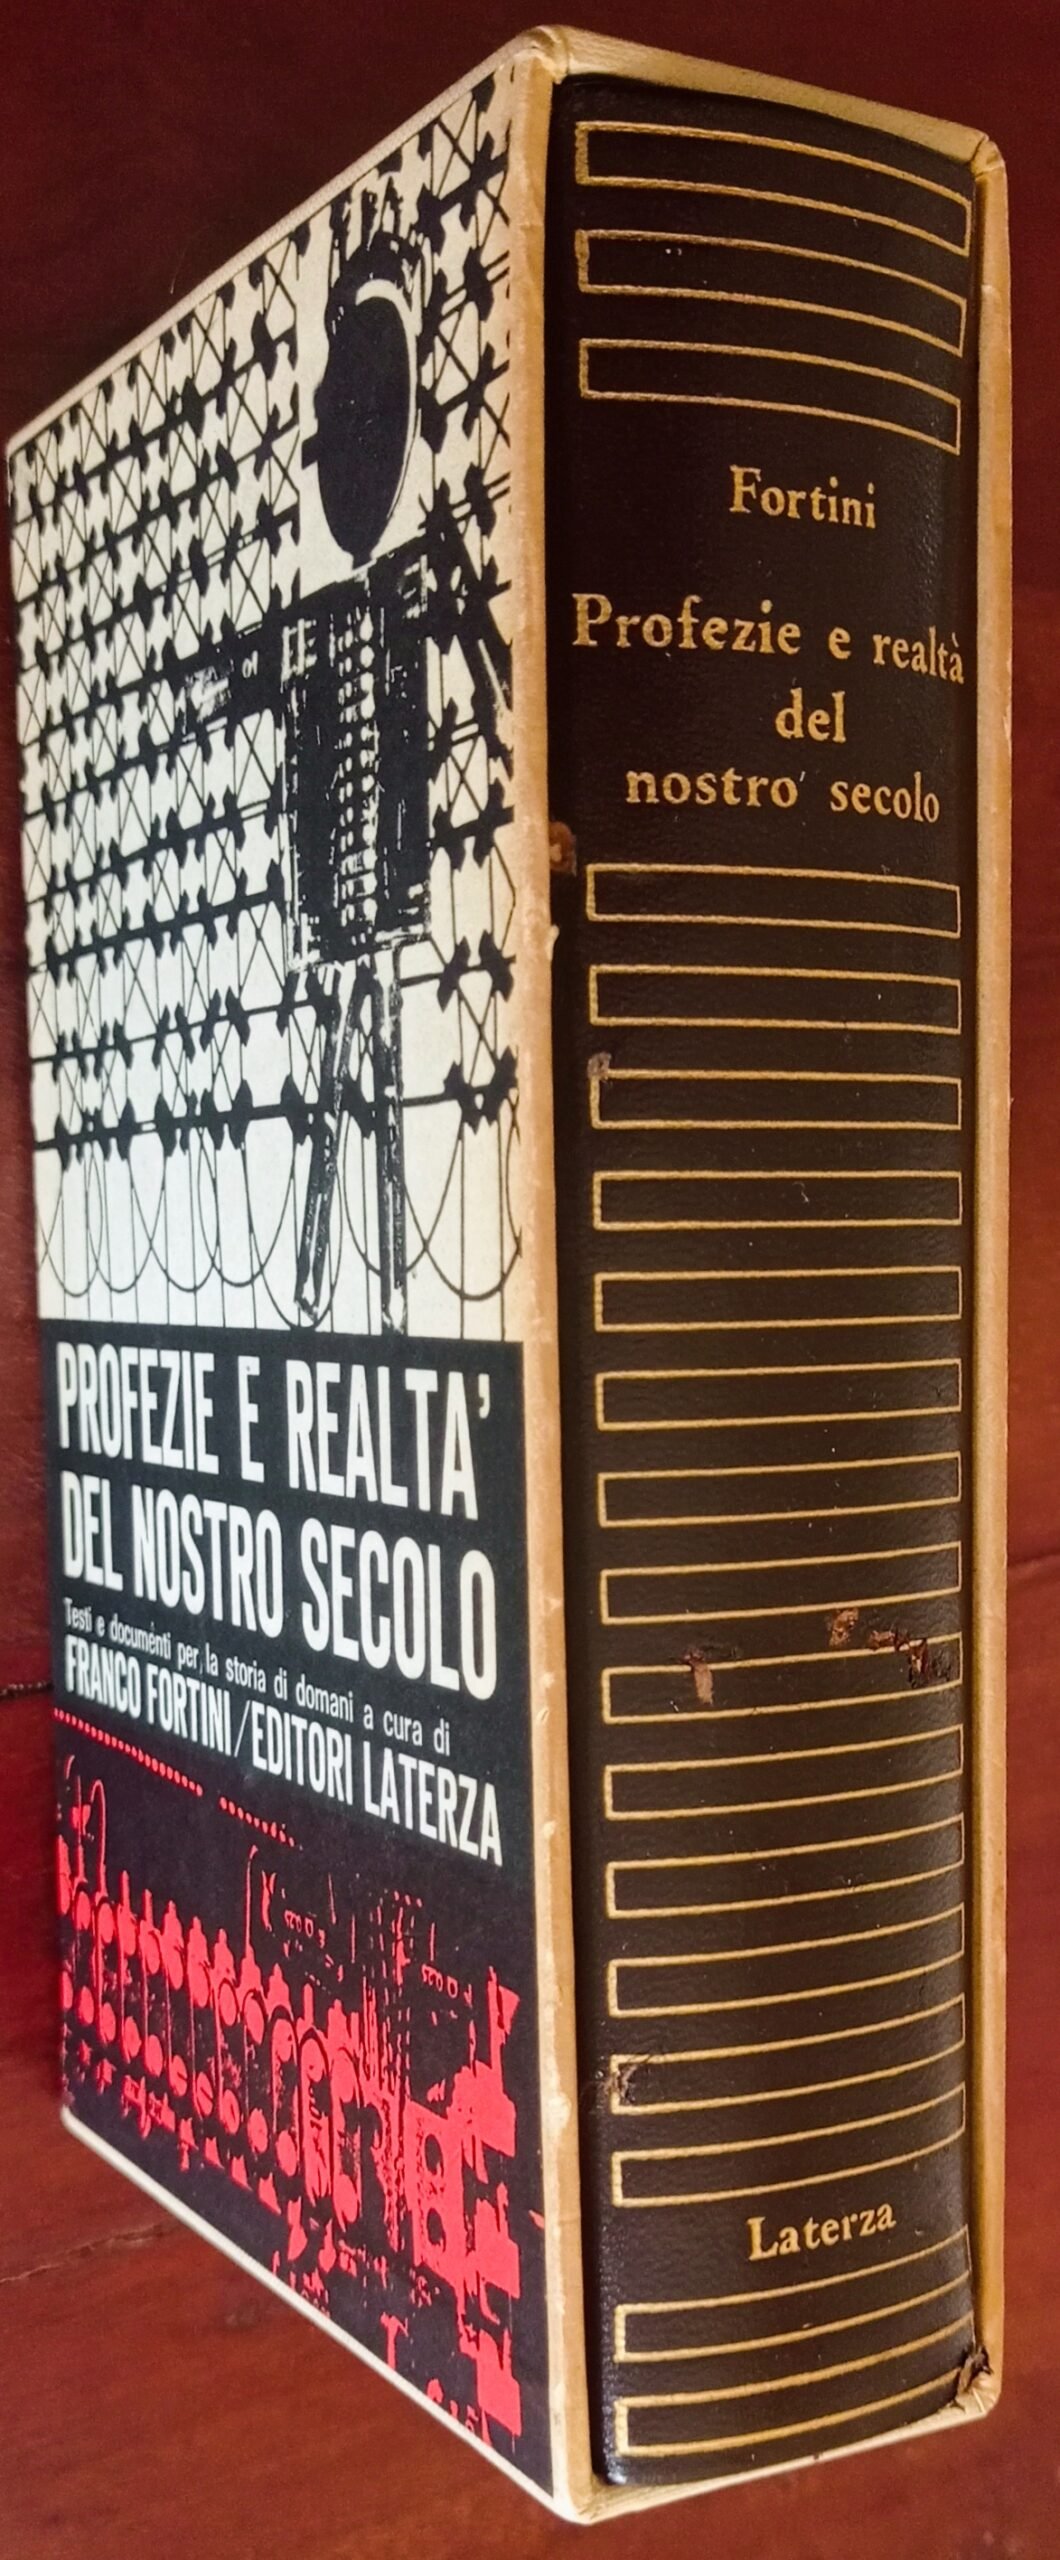 PROFEZIE E REALTA'
DEL NOSTRO SECOLO
Testi e documenti per la storia di domani a cura di
FRANCO FORTINI/EDITORI LATERZA
Fortini
Profezie e realtà
del
nostro secolo
Laterza